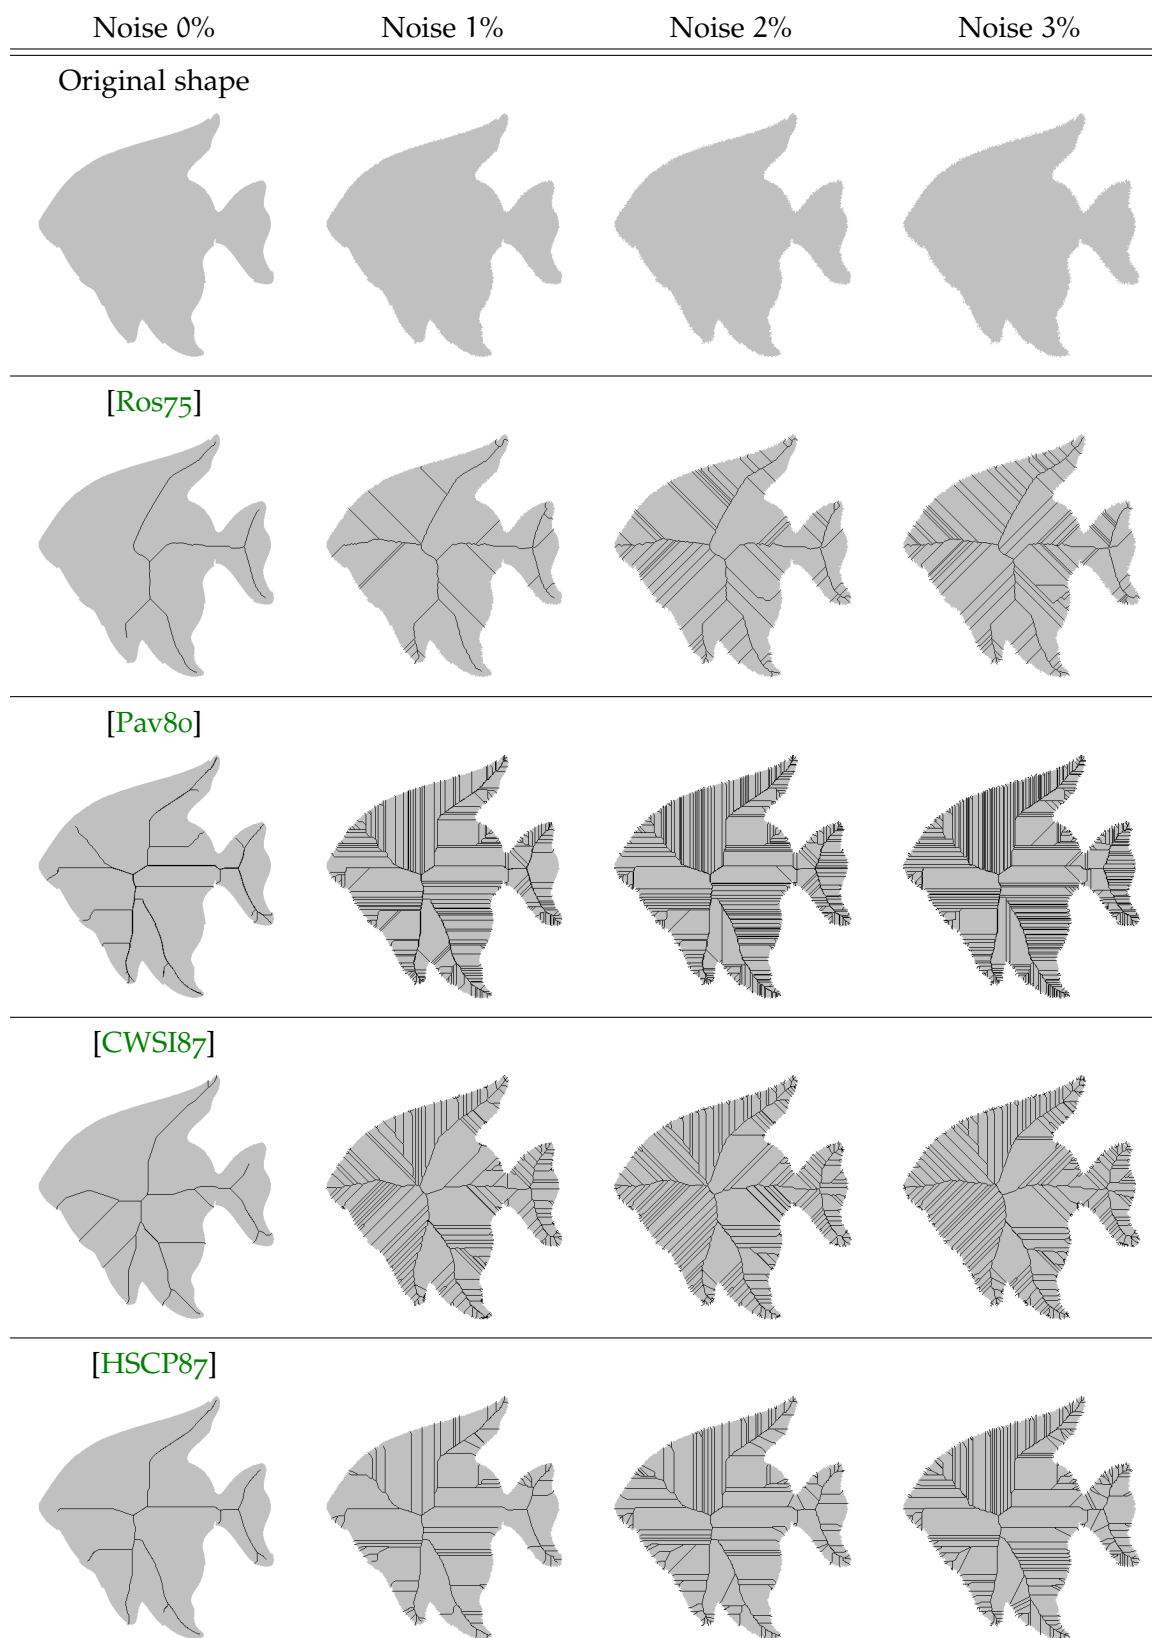 Noise 0% Noise 1% Noise 2% Noise 3%
Original shape
[Ros75]
[Pav80]
[CWSI87]
[HSCP87]